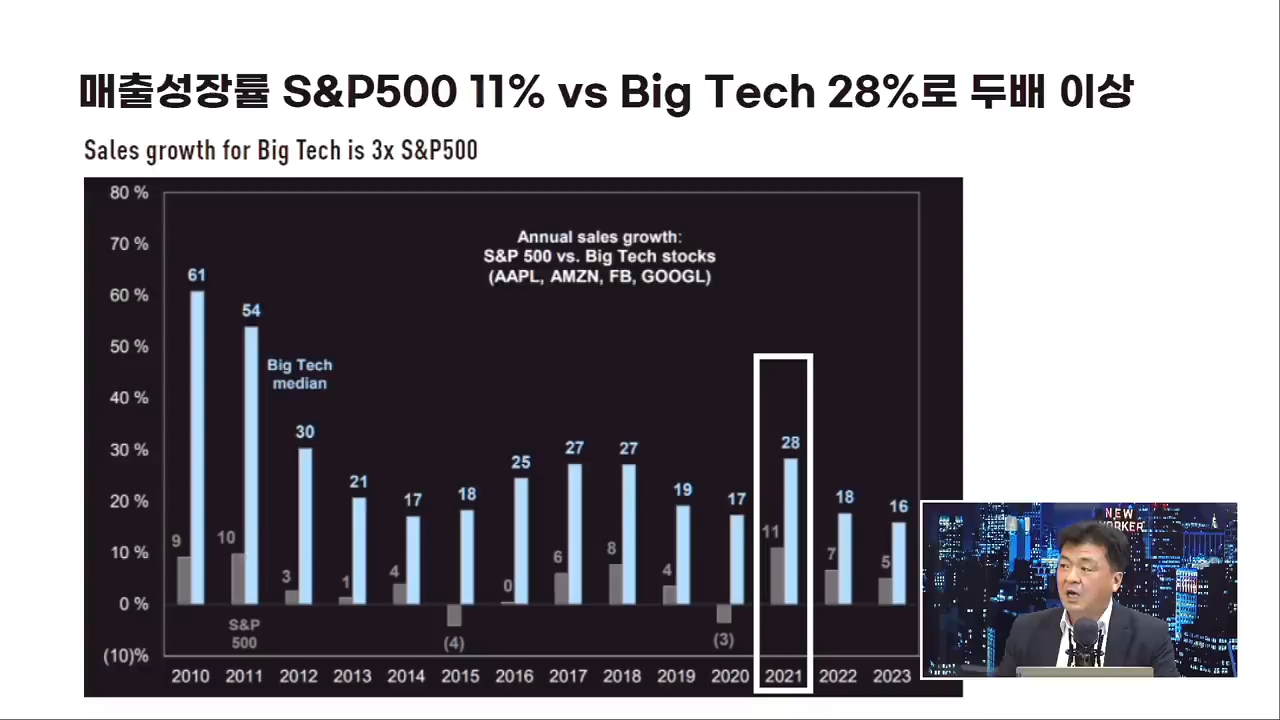 매출성장률 S&P500 11% vs Big Tech 28%로 두배 이상
Sales growth for Big Tech is 3x S&P500
80 %
70 %
60 %
50 %
40 %
30 %
20 %
10 %
0 %
(10)%
Annual sales growth:
S&P 500 vs. Big Tech stocks
(AAPL, AMZN, FB, GOOGL)
Big Tech
median
S&P
500
9 61
10 54
3 30
1 21
4 17
(4) 18
0 25
6 27
8 27
4 19
(3) 17
11 28
7 18
5 16
2010 2011 2012 2013 2014 2015 2016 2017 2018 2019 2020 2021 2022 2023
NEW
YORKER